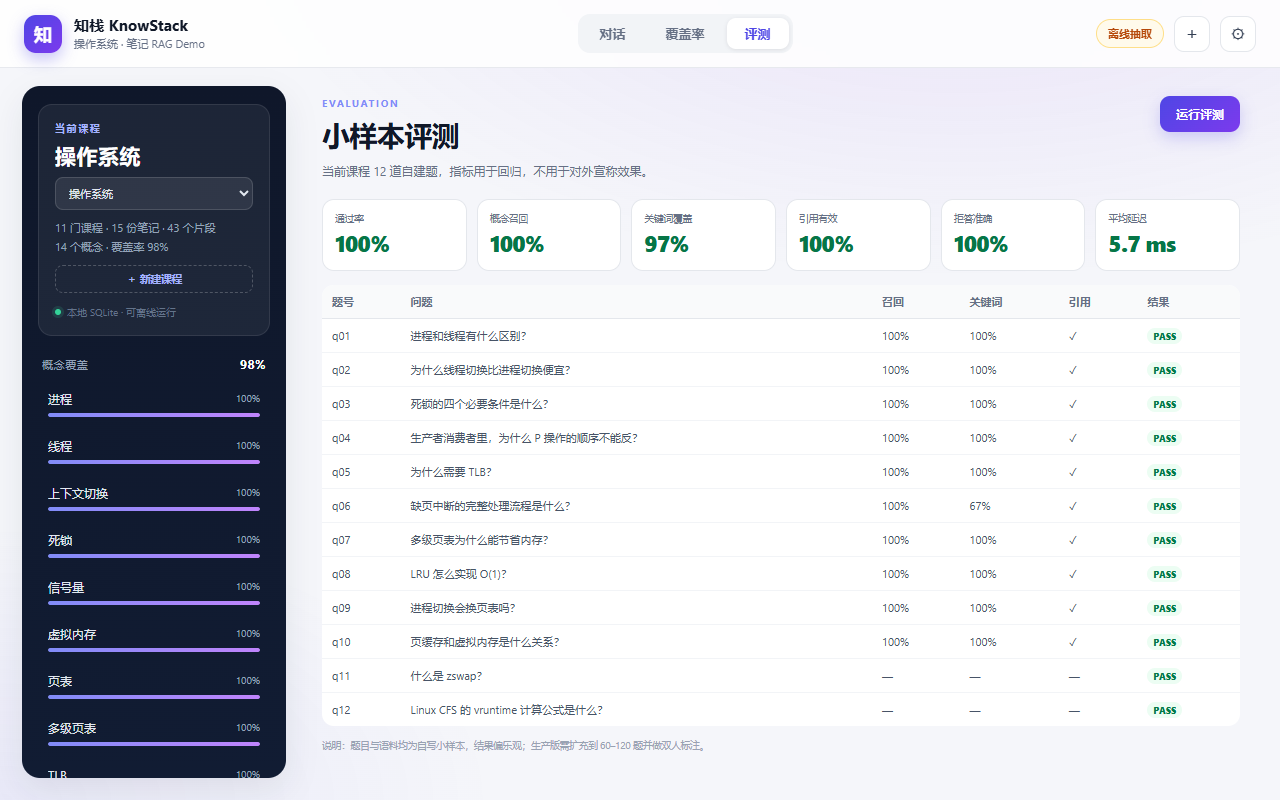 知
知栈 KnowStack
操作系统 · 笔记 RAG Demo
对话
覆盖率
评测
离线抽取
+
当前课程
操作系统
操作系统
11 门课程 · 15 份笔记 · 43 个片段
14 个概念 · 覆盖率 98%
+ 新建课程
本地 SQLite · 可离线运行
概念覆盖 98%
进程 100%
线程 100%
上下文切换 100%
死锁 100%
信号量 100%
虚拟内存 100%
页表 100%
多级页表 100%
TLB 100%
EVALUATION
小样本评测
当前课程 12 道自建题，指标用于回归，不用于对外宣称效果。
运行评测
通过率
100%
概念召回
100%
关键词覆盖
97%
引用有效
100%
拒答准确
100%
平均延迟
5.7 ms
题号 问题 召回 关键词 引用 结果
q01 进程和线程有什么区别? 100% 100% ✓ PASS
q02 为什么线程切换比进程切换便宜? 100% 100% ✓ PASS
q03 死锁的四个必要条件是什么? 100% 100% ✓ PASS
q04 生产者消费者里，为什么 P 操作的顺序不能反? 100% 100% ✓ PASS
q05 为什么需要 TLB? 100% 100% ✓ PASS
q06 缺页中断的完整处理流程是什么? 100% 67% ✓ PASS
q07 多级页表为什么能节省内存? 100% 100% ✓ PASS
q08 LRU 怎么实现 O(1)? 100% 100% ✓ PASS
q09 进程切换会换页表吗? 100% 100% ✓ PASS
q10 页缓存和虚拟内存是什么关系? 100% 100% ✓ PASS
q11 什么是 zswap? — — — PASS
q12 Linux CFS 的 vruntime 计算公式是什么? — — — PASS
说明：题目与语料均为自写小样本，结果偏乐观；生产版需扩充到 60–120 题并做双人标注。